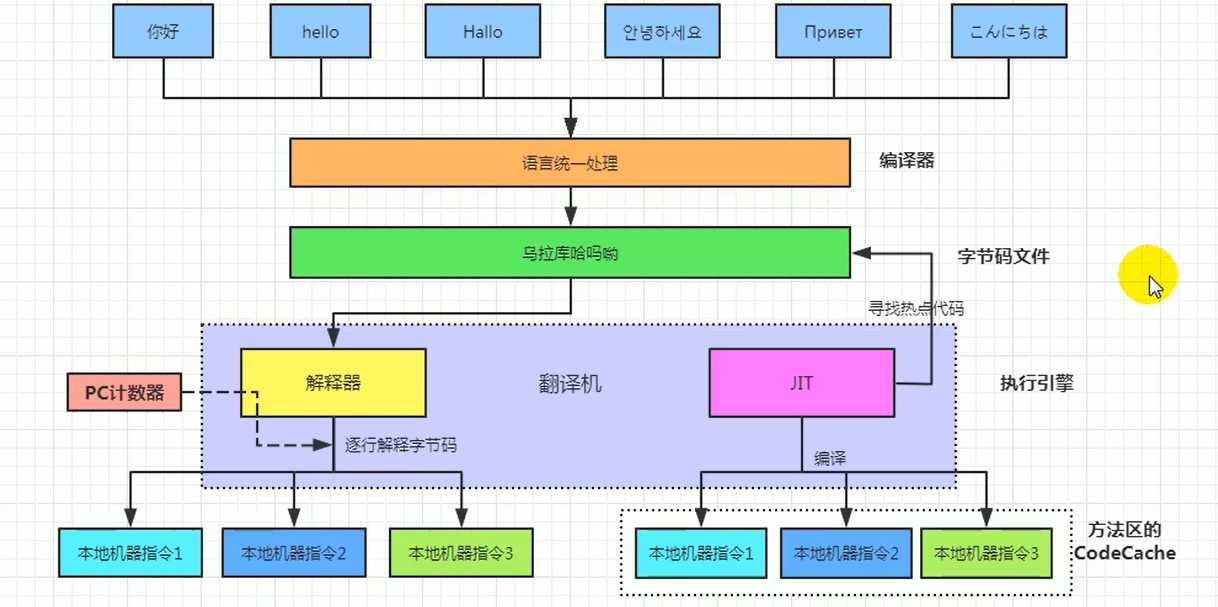 你好
hello
Hallo
안녕하세요
Привет
こんにちは
语言统一处理
编译器
乌拉库哈吗呦
字节码文件
寻找热点代码
PC计数器
解释器
翻译机
JIT
执行引擎
逐行解释字节码
编译
本地机器指令1
本地机器指令2
本地机器指令3
本地机器指令1
本地机器指令2
本地机器指令3
方法区的
CodeCache